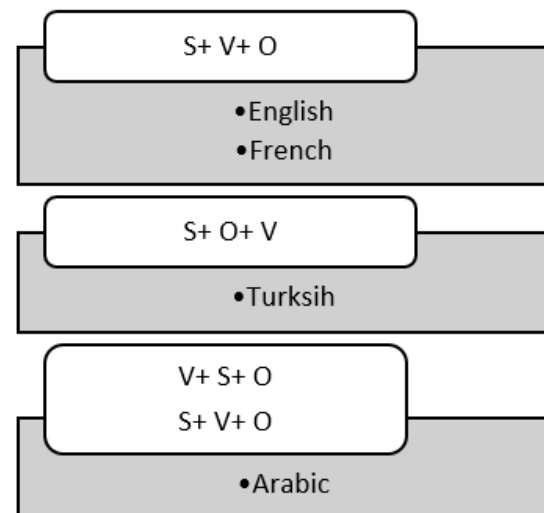 S+ V+ O
•English
•French
S+ O+ V
•Turksih
V+ S+ O
S+ V+ O
•Arabic